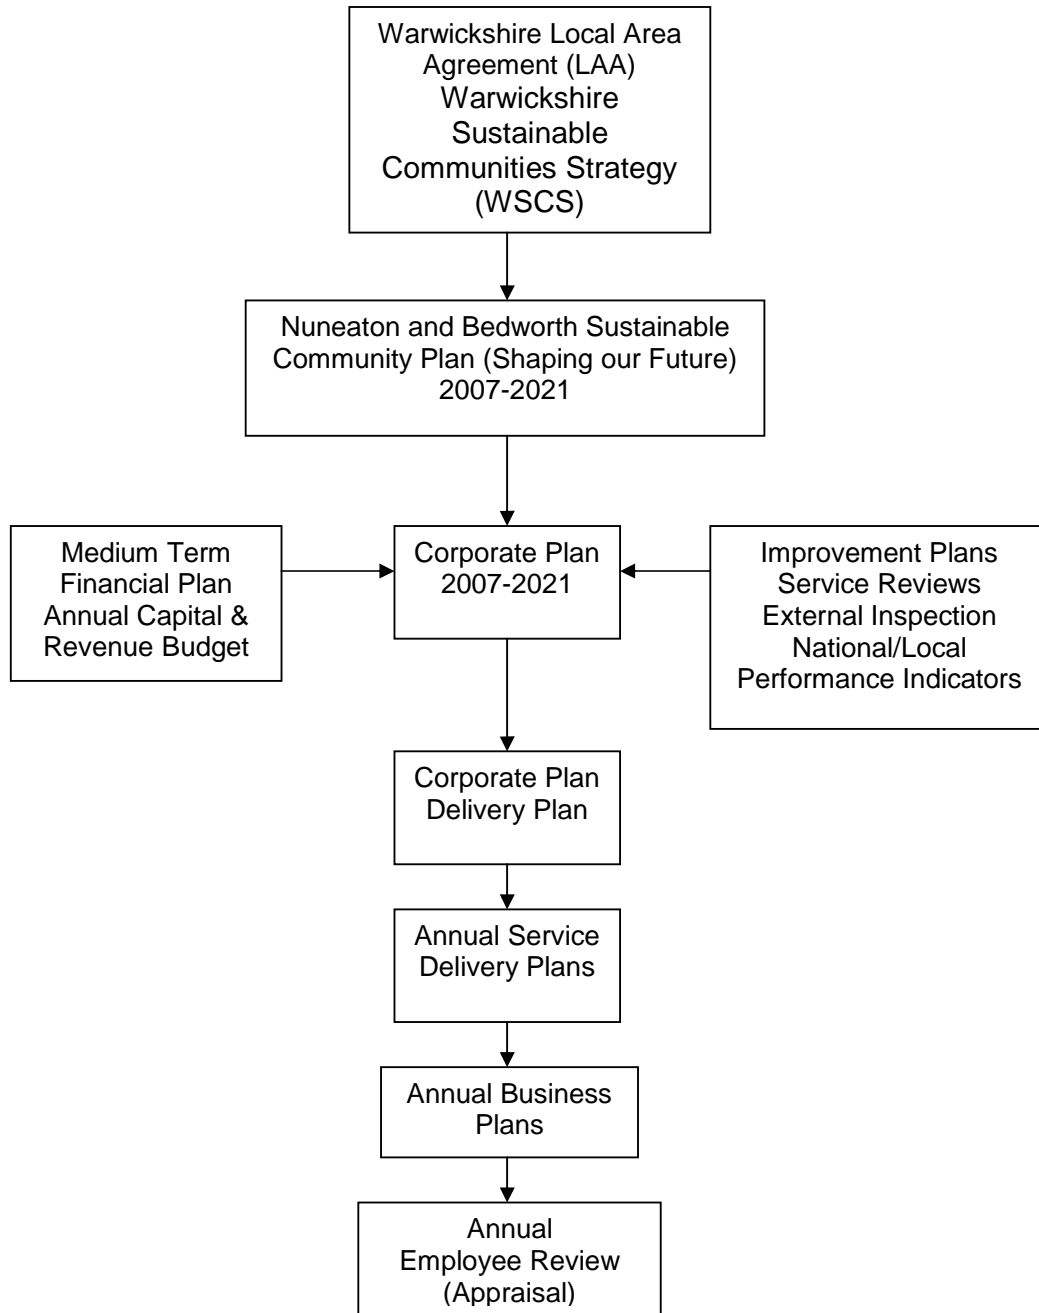 Warwickshire Local Area
Agreement (LAA)
Warwickshire
Sustainable
Communities Strategy
(WSCS)
Nuneaton and Bedworth Sustainable
Community Plan (Shaping our Future)
2007-2021
Medium Term
Financial Plan
Annual Capital &
Revenue Budget
Corporate Plan
2007-2021
Improvement Plans
Service Reviews
External Inspection
National/Local
Performance Indicators
Corporate Plan
Delivery Plan
Annual Service
Delivery Plans
Annual Business
Plans
Annual
Employee Review
(Appraisal)